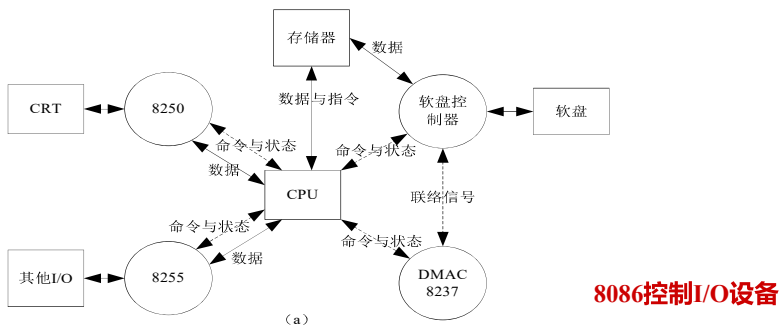 存储器
数据
CRT
8250
数据与指令
软盘控
制器
软盘
命令与状态
命令与状态
数据
CPU
联络信号
命令与状态
命令与状态
其他I/O
8255
数据
DMAC
8237
8086控制I/O设备
（a）